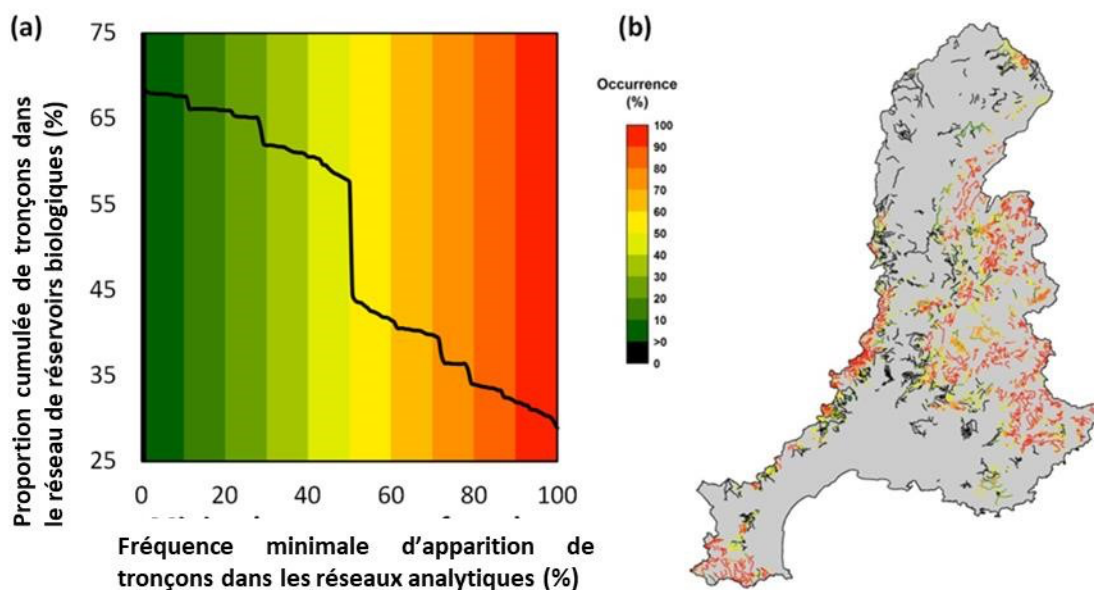 (a)
Proportion cumulée de tronçons dans
le réseau de réservoirs biologiques (%)
75
65
55
45
35
25
0 20 40 60 80 100
Fréquence minimale d’apparition de
tronçons dans les réseaux analytiques (%)
(b)
Occurrence
(%)
100
90
80
70
60
50
40
30
20
10
>0
0